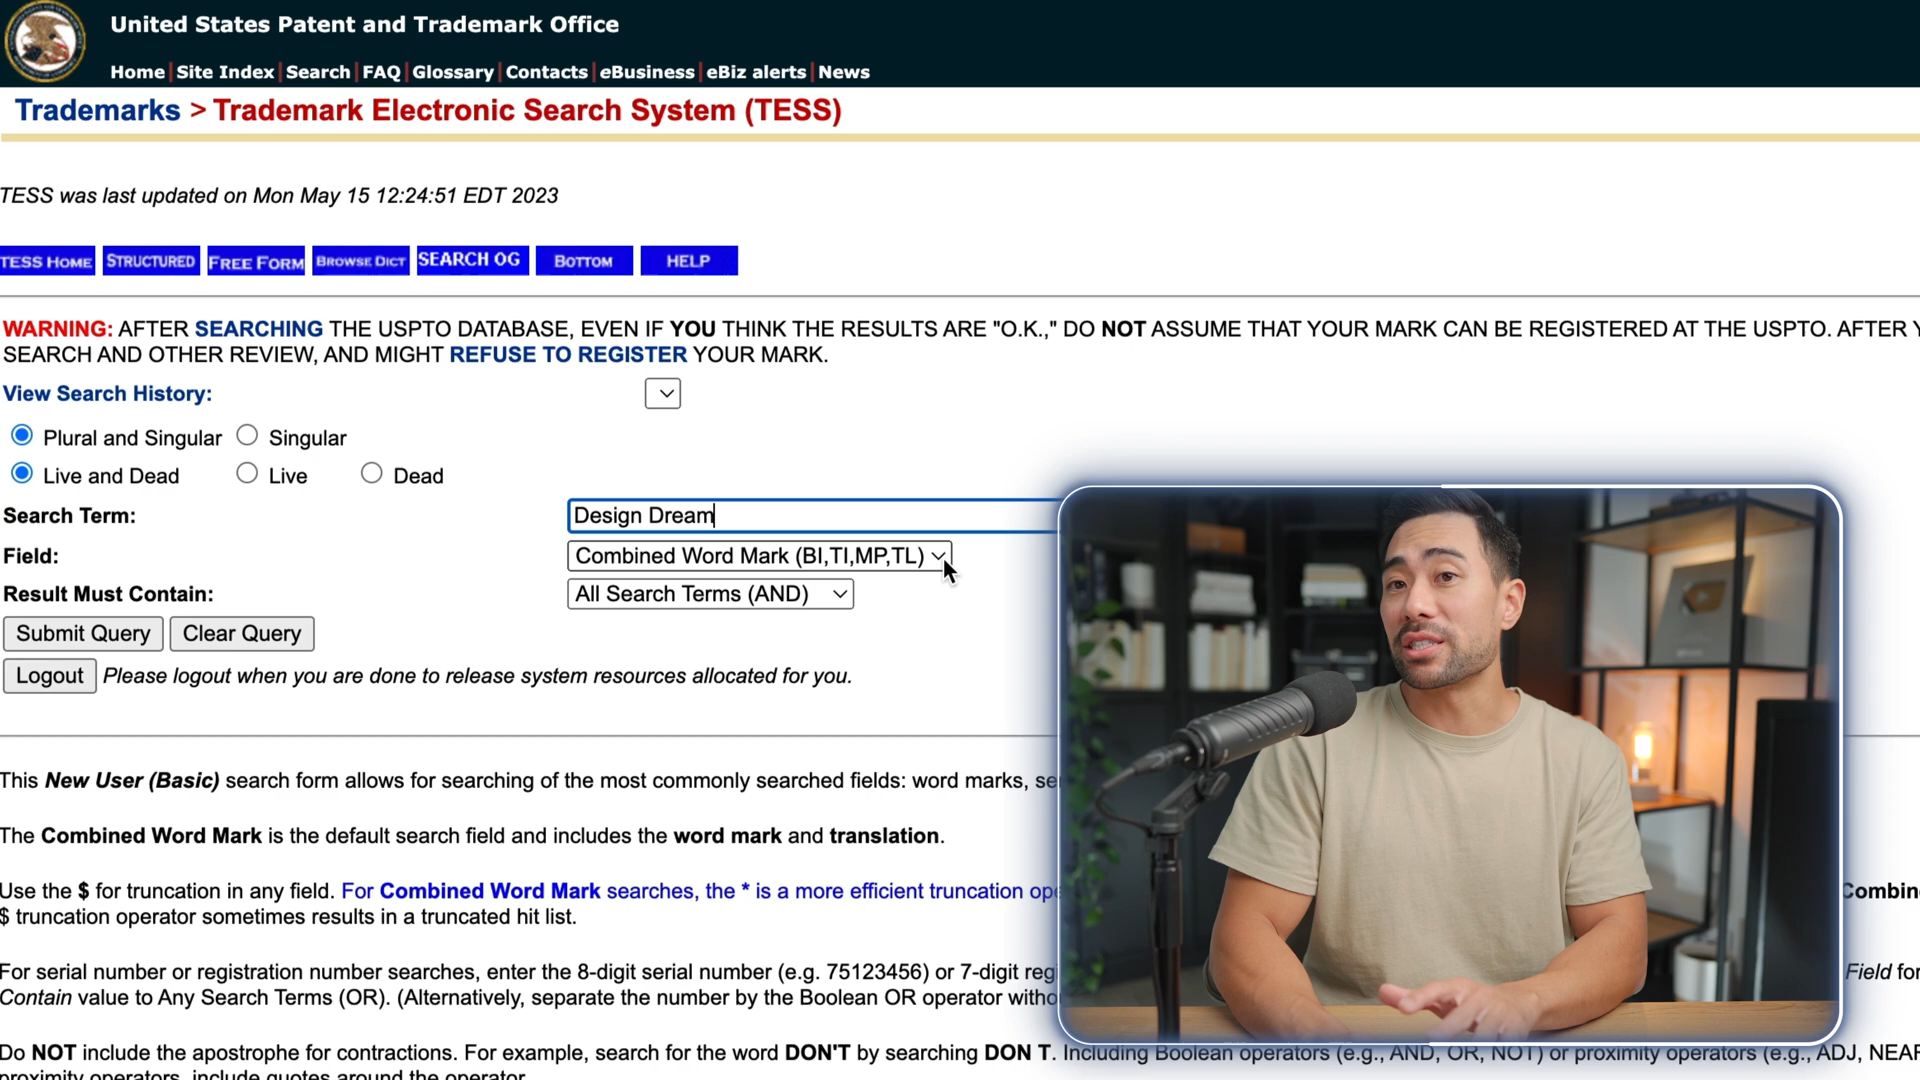 United States Patent and Trademark Office
Home | Site Index | Search | FAQ | Glossary | Contacts | eBusiness | eBiz alerts | News
Trademarks > Trademark Electronic Search System (TESS)
TESS was last updated on Mon May 15 12:24:51 EDT 2023
TESS HOME STRUCTURED FREE FORM BROWSE DICT SEARCH OG BOTTOM HELP
WARNING: AFTER SEARCHING THE USPTO DATABASE, EVEN IF YOU THINK THE RESULTS ARE "O.K.," DO NOT ASSUME THAT YOUR MARK CAN BE REGISTERED AT THE USPTO. AFTER
SEARCH AND OTHER REVIEW, AND MIGHT REFUSE TO REGISTER YOUR MARK.
View Search History:
Plural and Singular Singular
Live and Dead Live Dead
Search Term: Design Dream
Field: Combined Word Mark (BI,TI,MP,TL)
Result Must Contain: All Search Terms (AND)
Submit Query Clear Query
Logout Please logout when you are done to release system resources allocated for you.
This New User (Basic) search form allows for searching of the most commonly searched fields: word marks,
The Combined Word Mark is the default search field and includes the word mark and translation.
Use the $ for truncation in any field. For Combined Word Mark searches, the * is a more efficient truncation
$ truncation operator sometimes results in a truncated hit list.
For serial number or registration number searches, enter the 8-digit serial number (e.g. 75123456) or 7-digit reg Field for
Contain value to Any Search Terms (OR). (Alternatively, separate the number by the Boolean OR operator
Do NOT include the apostrophe for contractions. For example, search for the word DON'T by searching DON T. Including Boolean operators (e.g., AND, OR, NOT) or proximity operators (e.g., ADJ, NEAR
proximity operators, include quotes around the operator.